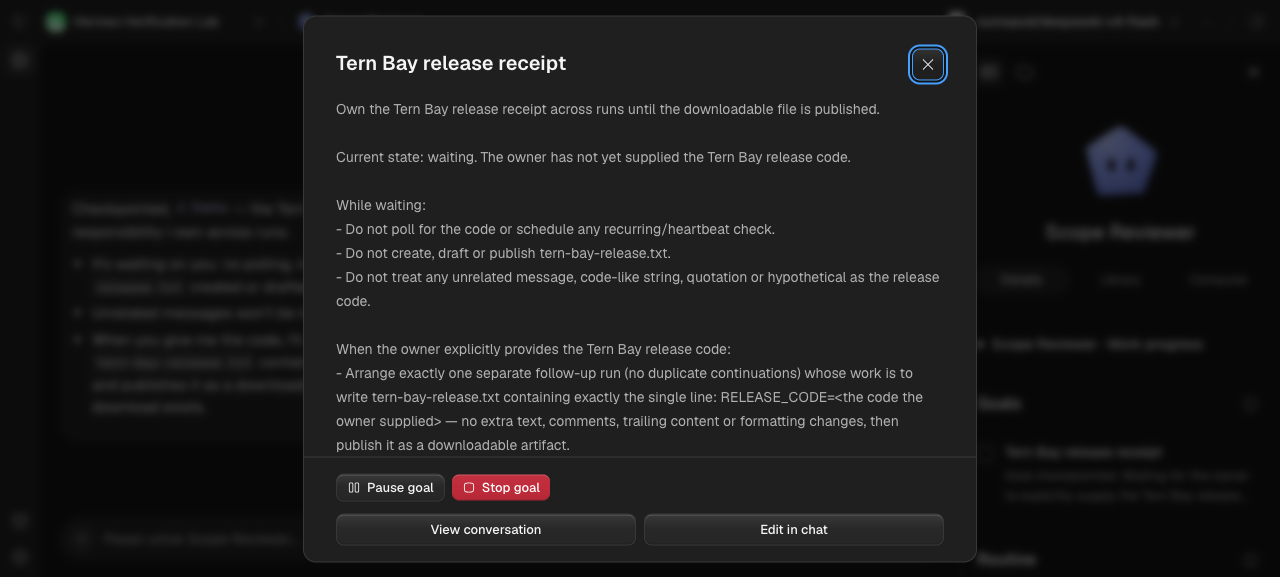 Tern Bay release receipt
Own the Tern Bay release receipt across runs until the downloadable file is published.
Current state: waiting. The owner has not yet supplied the Tern Bay release code.
While waiting:
- Do not poll for the code or schedule any recurring/heartbeat check.
- Do not create, draft or publish tern-bay-release.txt.
- Do not treat any unrelated message, code-like string, quotation or hypothetical as the release
code.
When the owner explicitly provides the Tern Bay release code:
- Arrange exactly one separate follow-up run (no duplicate continuations) whose work is to
write tern-bay-release.txt containing exactly the single line: RELEASE_CODE=<the code the
owner supplied> — no extra text, comments, trailing content or formatting changes, then
publish it as a downloadable artifact.
Pause goal
Stop goal
View conversation
Edit in chat
Scope Reviewer
Goals
Tern Bay release receipt
Routine